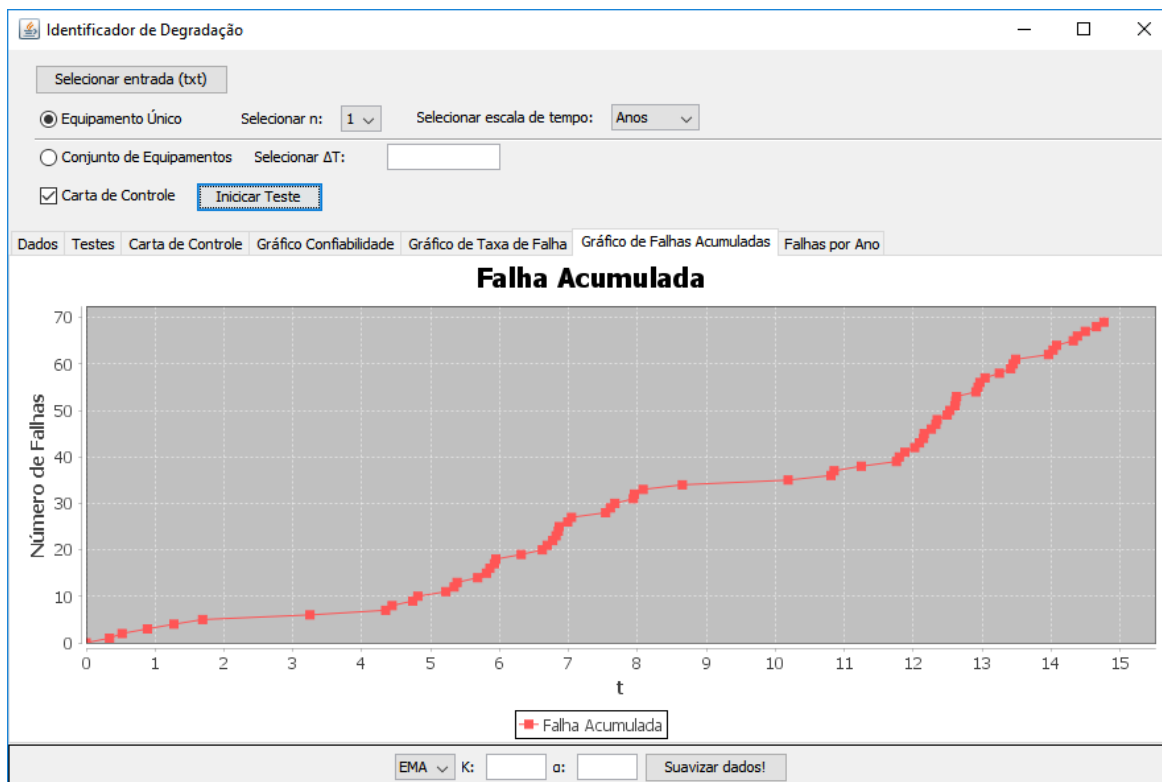 Identificador de Degradação
Selecionar entrada (txt)
Equipamento Único Selecionar n: 1 Selecionar escala de tempo: Anos
Conjunto de Equipamentos Selecionar ΔT:
Carta de Controle Inicicar Teste
Dados Testes Carta de Controle Gráfico Confiabilidade Gráfico de Taxa de Falha Gráfico de Falhas Acumuladas Falhas por Ano
Falha Acumulada
Número de Falhas
70
60
50
40
30
20
10
0
0 1 2 3 4 5 6 7 8 9 10 11 12 13 14 15
t
Falha Acumulada
EMA K: α: Suavizar dados!